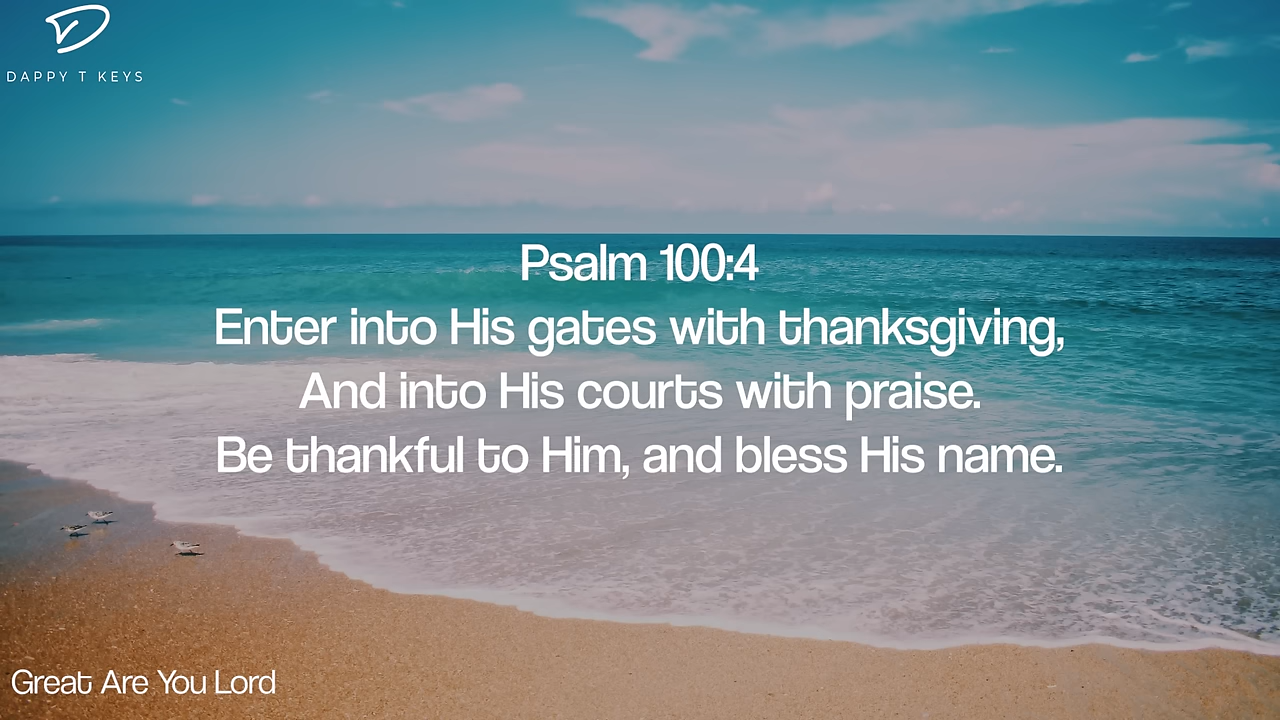 DAPPY T KEYS
Psalm 100:4
Enter into His gates with thanksgiving,
And into His courts with praise.
Be thankful to Him, and bless His name.
Great Are You Lord